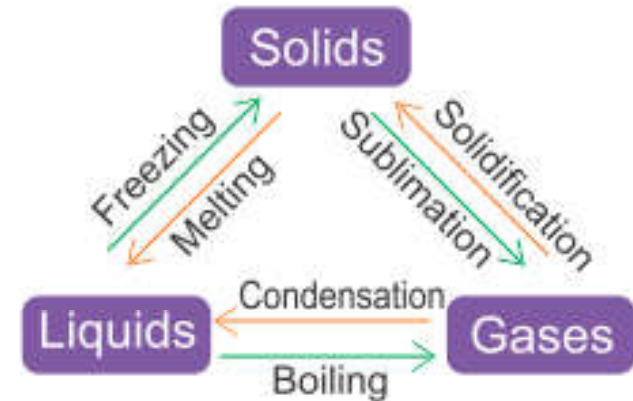 Solids
Freezing
Melting
Sublimation
Solidification
Condensation
Liquids
Gases
Boiling